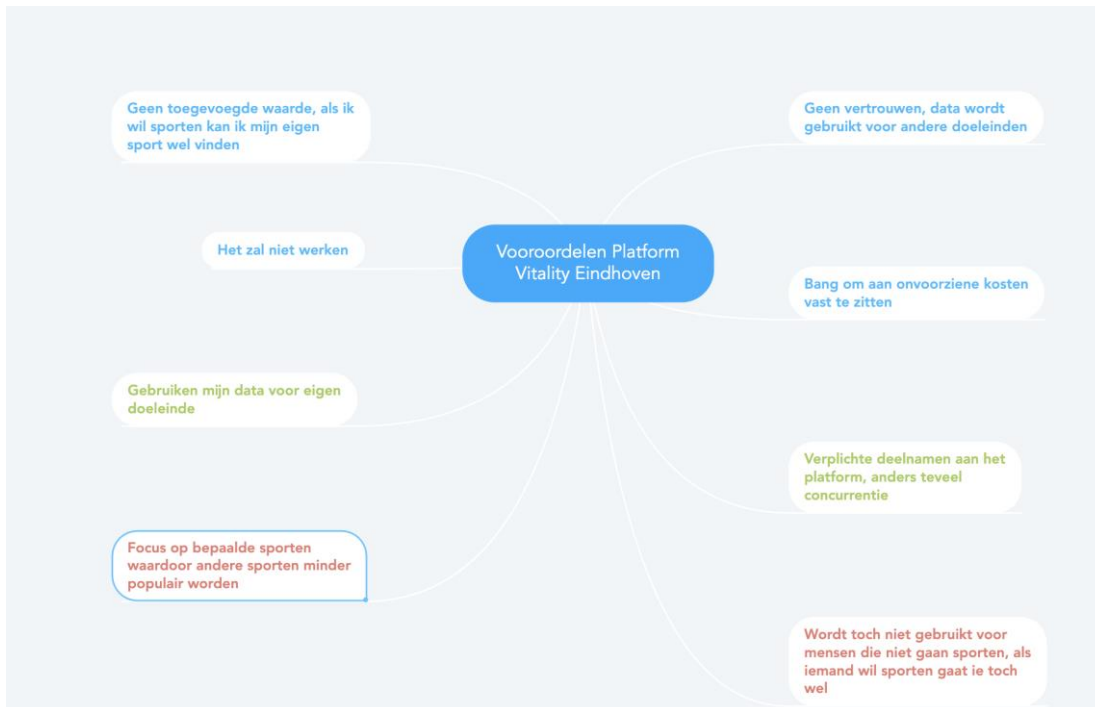 Geen toegevoegde waarde, als ik
wil sporten kan ik mijn eigen
sport wel vinden
Geen vertrouwen, data wordt
gebruikt voor andere doeleinden
Vooroordelen Platform
Vitality Eindhoven
Het zal niet werken
Bang om aan onvoorziene kosten
vast te zitten
Gebruiken mijn data voor eigen
doeleinde
Verplichte deelnamen aan het
platform, anders teveel
concurrentie
Focus op bepaalde sporten
waardoor andere sporten minder
populair worden
Wordt toch niet gebruikt voor
mensen die niet gaan sporten, als
iemand wil sporten gaat ie toch
wel